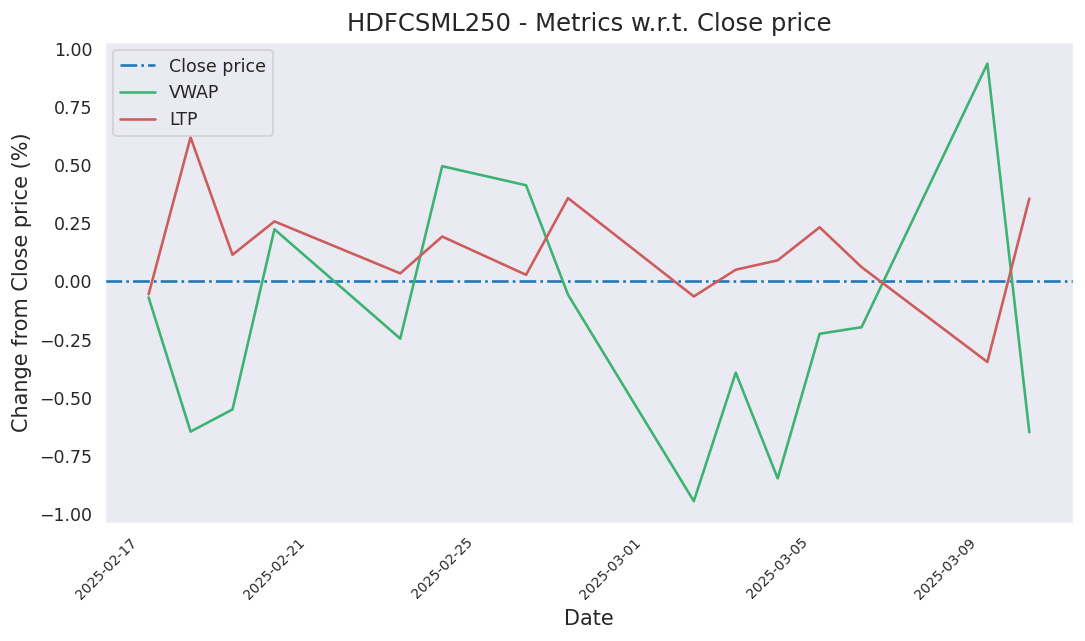 HDFCSML250 - Metrics w.r.t. Close price
Close price
VWAP
LTP
Change from Close price (%)
1.00
0.75
0.50
0.25
0.00
−0.25
−0.50
−0.75
−1.00
2025-02-17
2025-02-21
2025-02-25
2025-03-01
2025-03-05
2025-03-09
Date